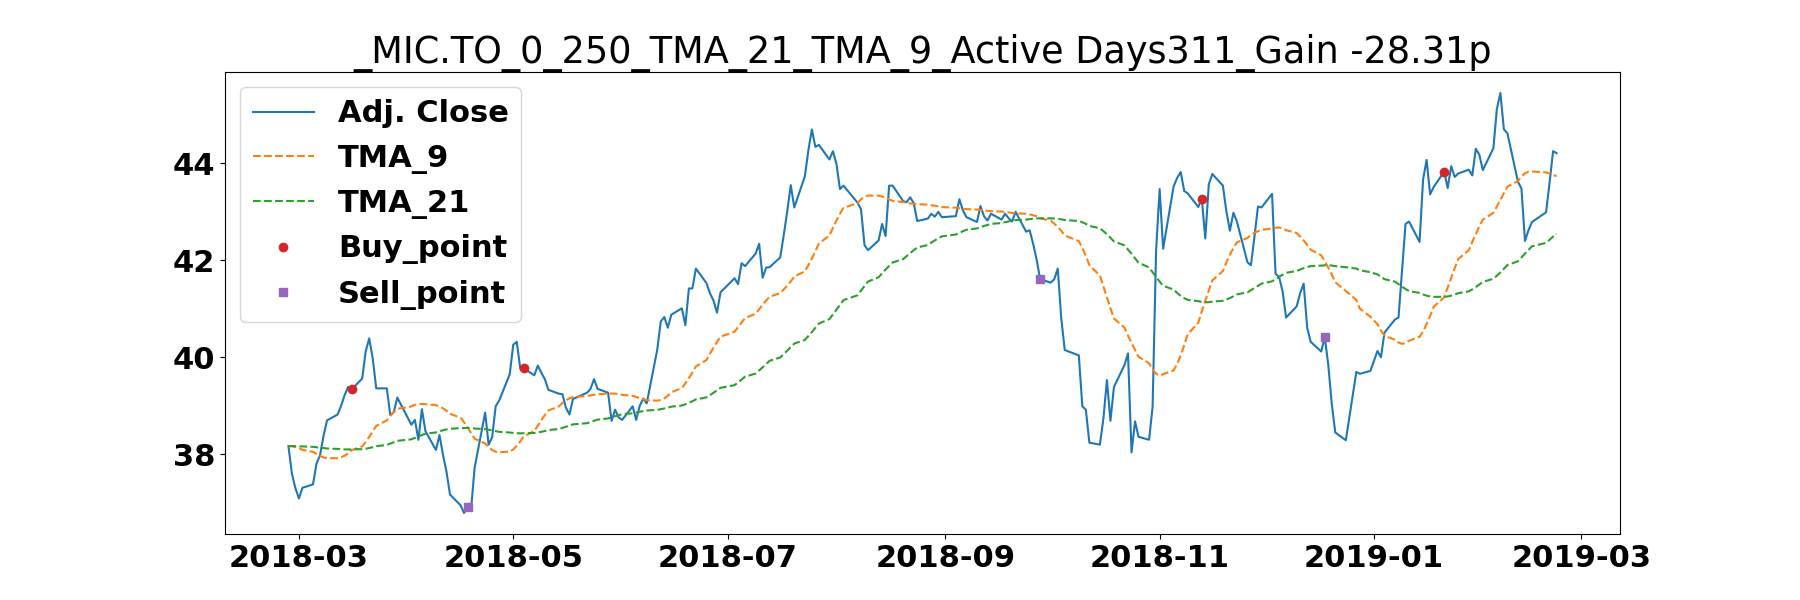 _MIC.TO_0_250_TMA_21_TMA_9_Active Days311_Gain -28.31p
Adj. Close
TMA_9
TMA_21
Buy_point
Sell_point
44
42
40
38
2018-03 2018-05 2018-07 2018-09 2018-11 2019-01 2019-03